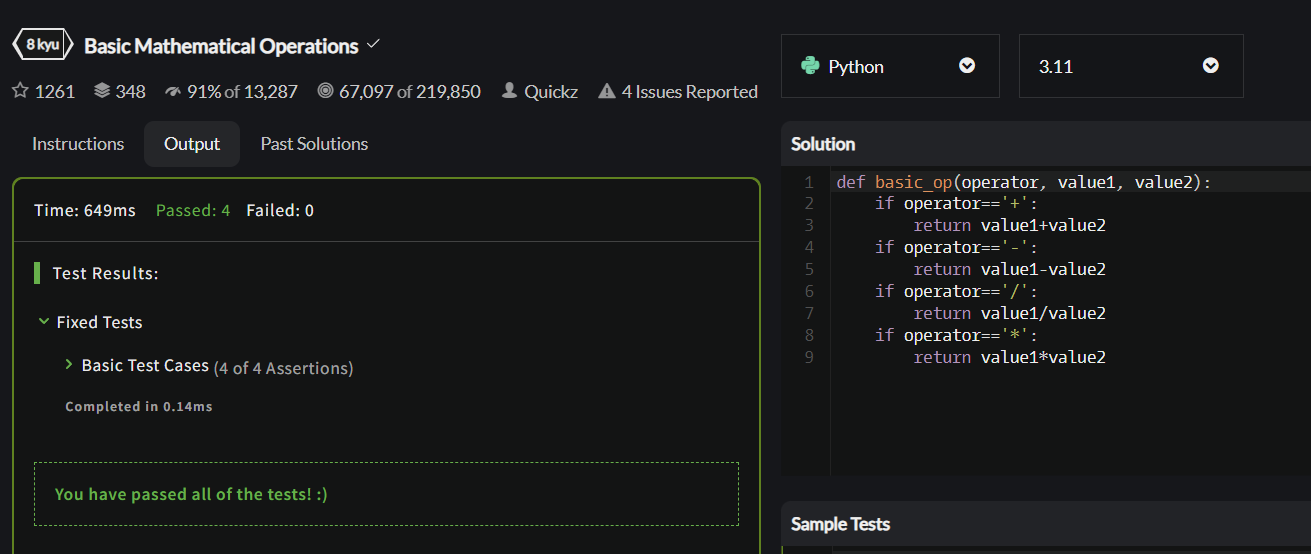 8 kyu Basic Mathematical Operations
1261 348 91% of 13,287 67,097 of 219,850 Quickz 4 Issues Reported
Instructions Output Past Solutions
Time: 649ms Passed: 4 Failed: 0
Test Results:
Fixed Tests
Basic Test Cases (4 of 4 Assertions)
Completed in 0.14ms
You have passed all of the tests! :)
Python 3.11
Solution
1 def basic_op(operator, value1, value2):
2     if operator=='+':
3         return value1+value2
4     if operator=='-':
5         return value1-value2
6     if operator=='/':
7         return value1/value2
8     if operator=='*':
9         return value1*value2
Sample Tests